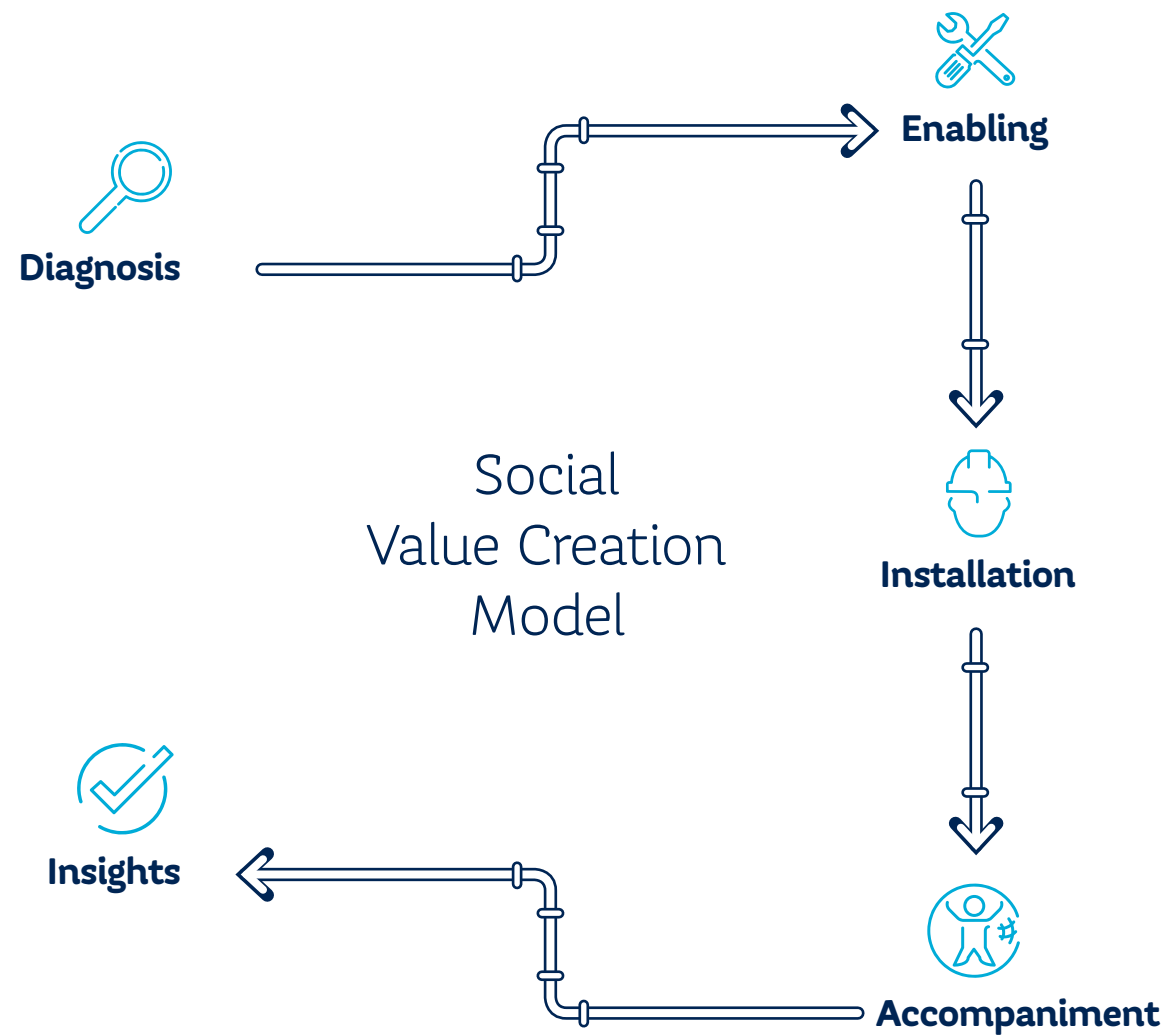 Enabling
Diagnosis
Social
Value Creation
Model
Installation
Insights
Accompaniment